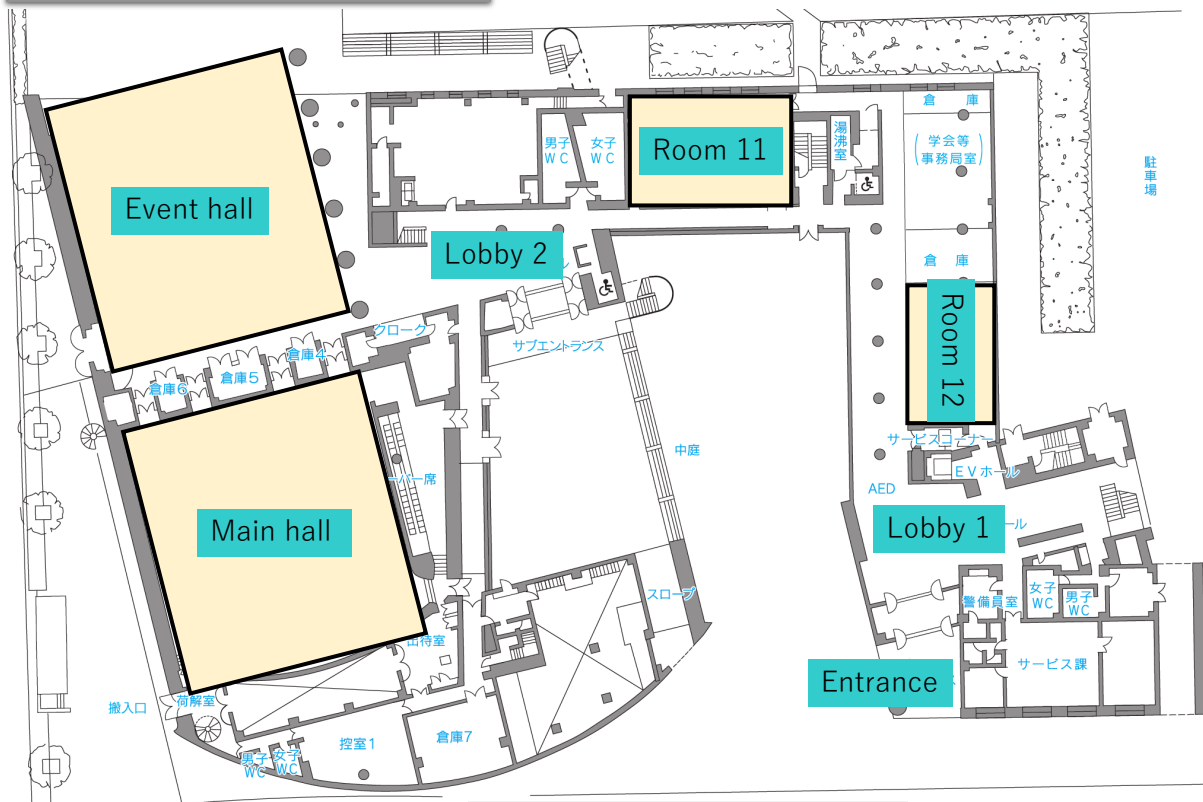 倉 庫
学会等
事務局室
湯沸室
男子
WC
女子
WC
Room 11
駐車場
Event hall
Lobby 2
倉 庫
Room 12
サブエントランス
クローク
倉庫4
倉庫5
倉庫6
サービスコーナー
EVホール
AED
中庭
バー席
Main hall
Lobby 1
ール
スロープ
警備員室
女子
WC
男子
WC
サービス課
Entrance
荷解室
搬入口
控室1
倉庫7
男子
WC
女子
WC